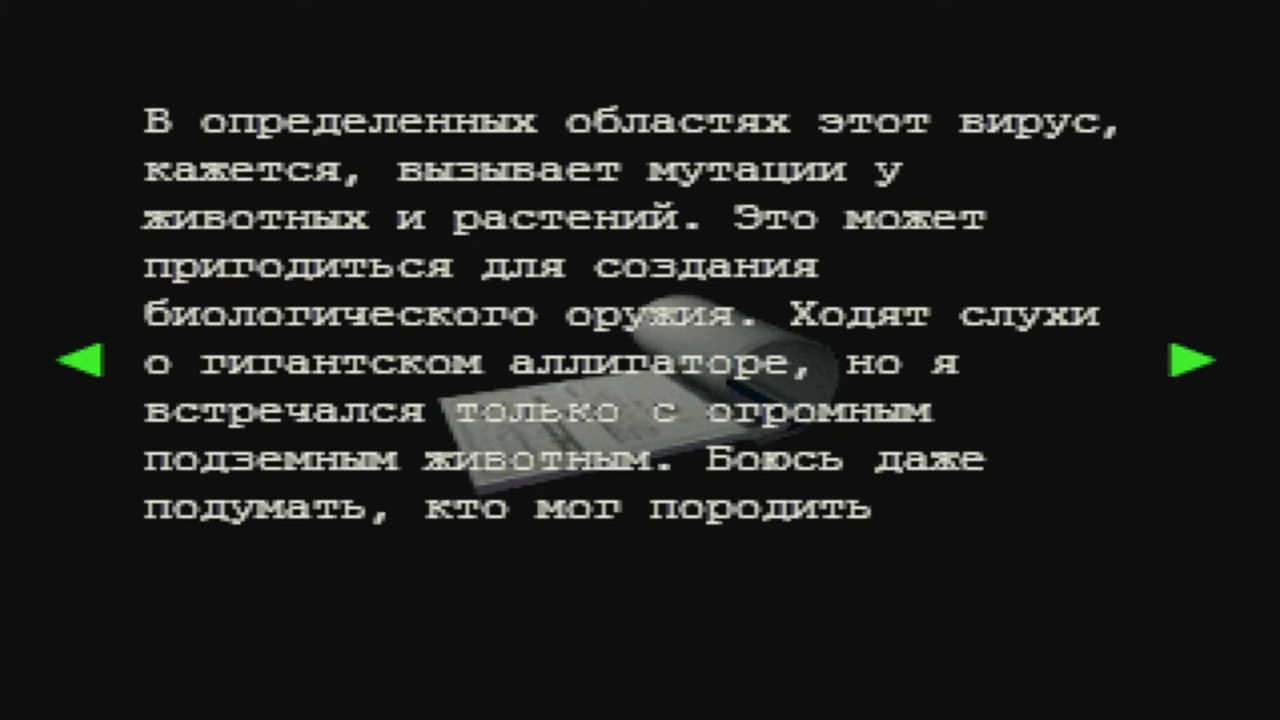 В определенных областях этот вирус,
кажется, вызывает мутации у
животных и растений. Это может
пригодиться для создания
биологического оружия. Ходят слухи
о гигантском аллигаторе, но я
встречался только с огромным
подземным животным. Боюсь даже
подумать, кто мог породить